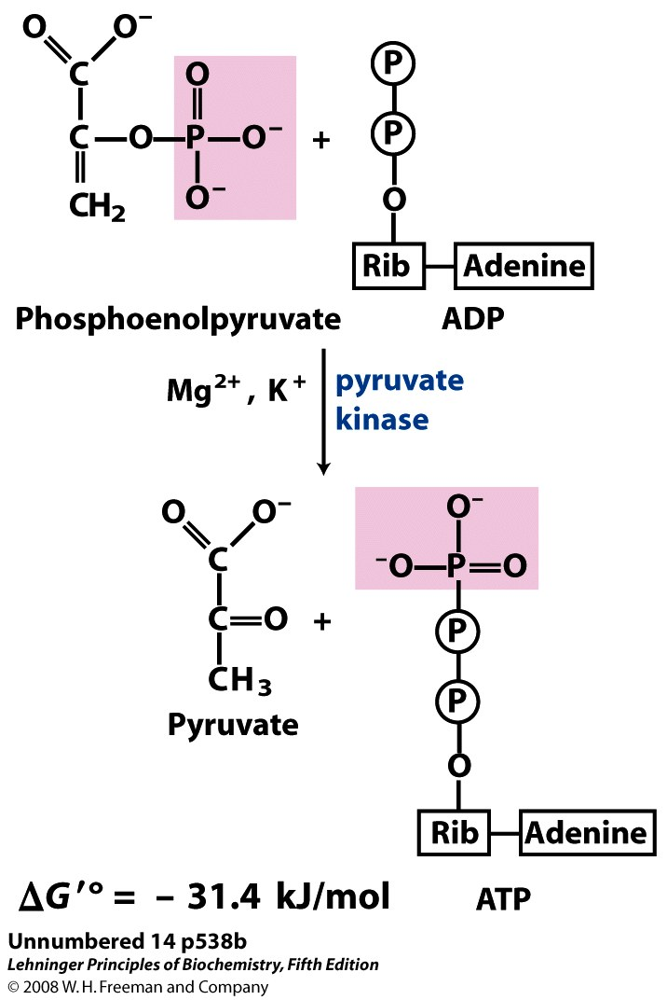 O O⁻
C O
C—O—P—O⁻ + P
P
CH₂ O⁻ O
Rib Adenine
Phosphoenolpyruvate ADP
Mg²⁺, K⁺ pyruvate
kinase
O O⁻ O⁻
C ⁻O—P=O
C=O + P
CH₃ P
Pyruvate
O
Rib Adenine
ΔG′° = – 31.4 kJ/mol ATP
Unnumbered 14 p538b
Lehninger Principles of Biochemistry, Fifth Edition
© 2008 W. H. Freeman and Company